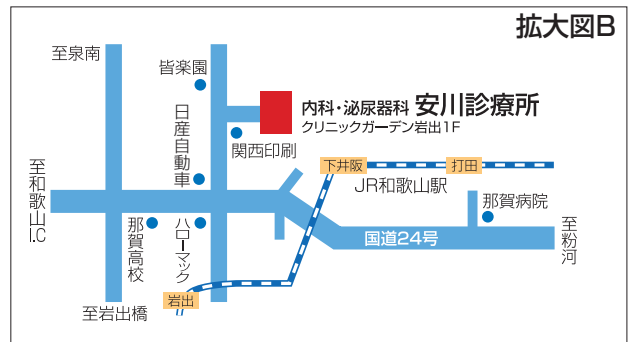 拡大図B
至泉南
皆楽園
日産自動車
内科・泌尿器科 安川診療所
クリニックガーデン岩出1F
関西印刷
下井阪
打田
JR和歌山駅
至和歌山I.C
那賀高校
ハローマック
那賀病院
国道24号
至粉河
岩出
至岩出橋